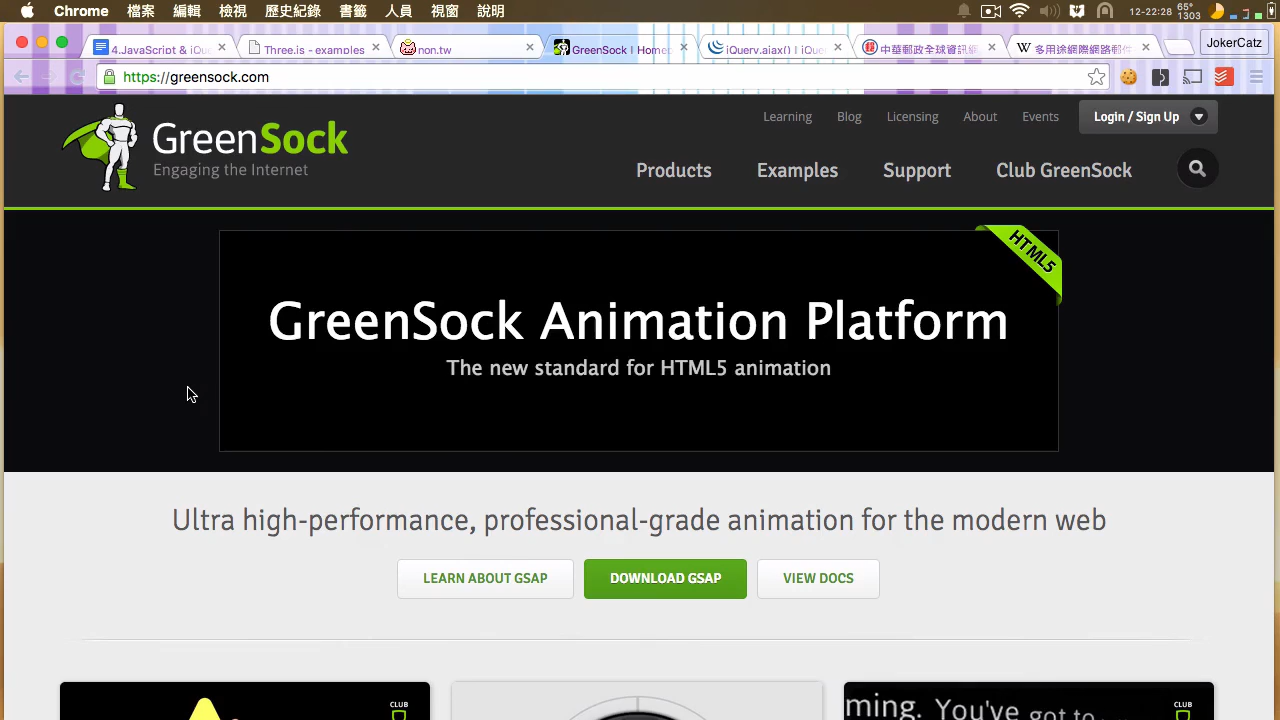 Chrome 檔案 編輯 檢視 歷史紀錄 書籤 人員 視窗 說明 12-22:28 65° 1303
4.JavaScript & jQu Three.js - examples non.tw GreenSock | Home jQuery.ajax() | jQue 中華郵政全球資訊網 多用途網際網路郵件 JokerCatz
https://greensock.com
Learning Blog Licensing About Events Login / Sign Up
GreenSock
Engaging the Internet
Products Examples Support Club GreenSock
HTML5
GreenSock Animation Platform
The new standard for HTML5 animation
Ultra high-performance, professional-grade animation for the modern web
LEARN ABOUT GSAP DOWNLOAD GSAP VIEW DOCS
CLUB CLUB
ming. You've got to